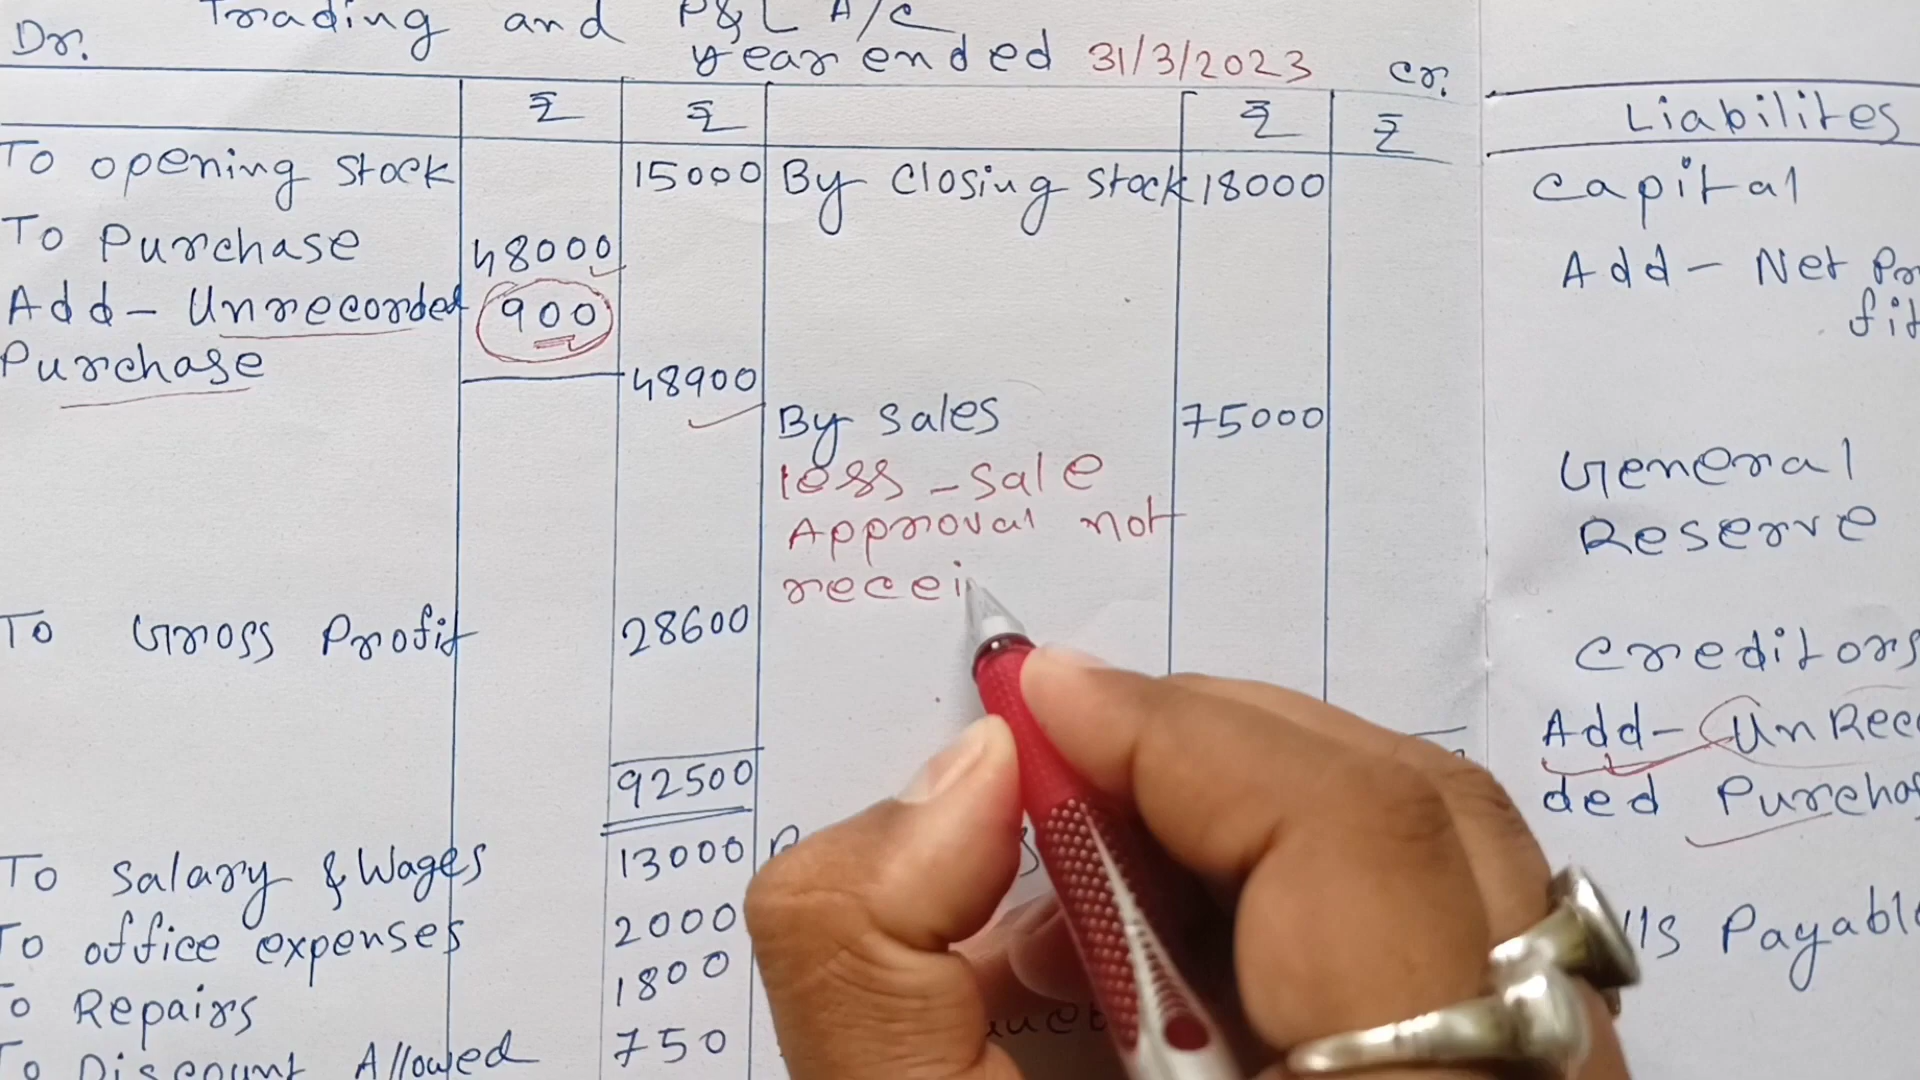 Trading and P&L A/C
Dr. year ended 31/3/2023 Cr.
₹ ₹ ₹ ₹
To opening stock 15000 By Closing Stock 18000
To Purchase 48000
Add - Unrecorded 900
Purchase
48900
By Sales 75000
less - Sale
Approval not
recei
To Gross Profit 28600
92500
To Salary & Wages 13000
To office expenses 2000
To Repairs 1800
To Discount Allowed 750
Liabilites
Capital
Add - Net Pro
fit
General
Reserve
Creditors
Add - UnRec
ded Purchas
lls Payable